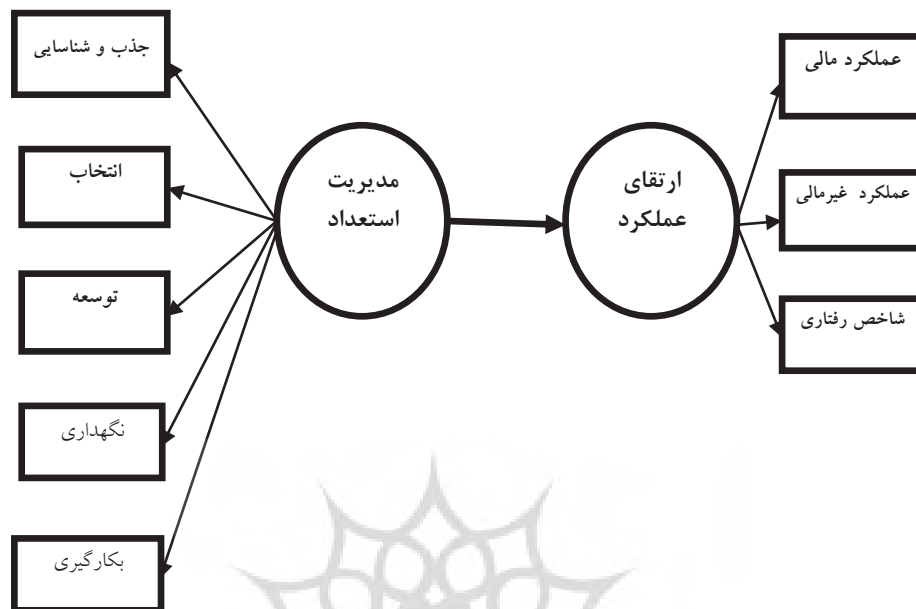 جذب و شناسایی
انتخاب
توسعه
نگهداری
بکارگیری
مدیریت
استعداد
ارتقای
عملکرد
عملکرد مالی
عملکرد غیرمالی
شاخص رفتاری